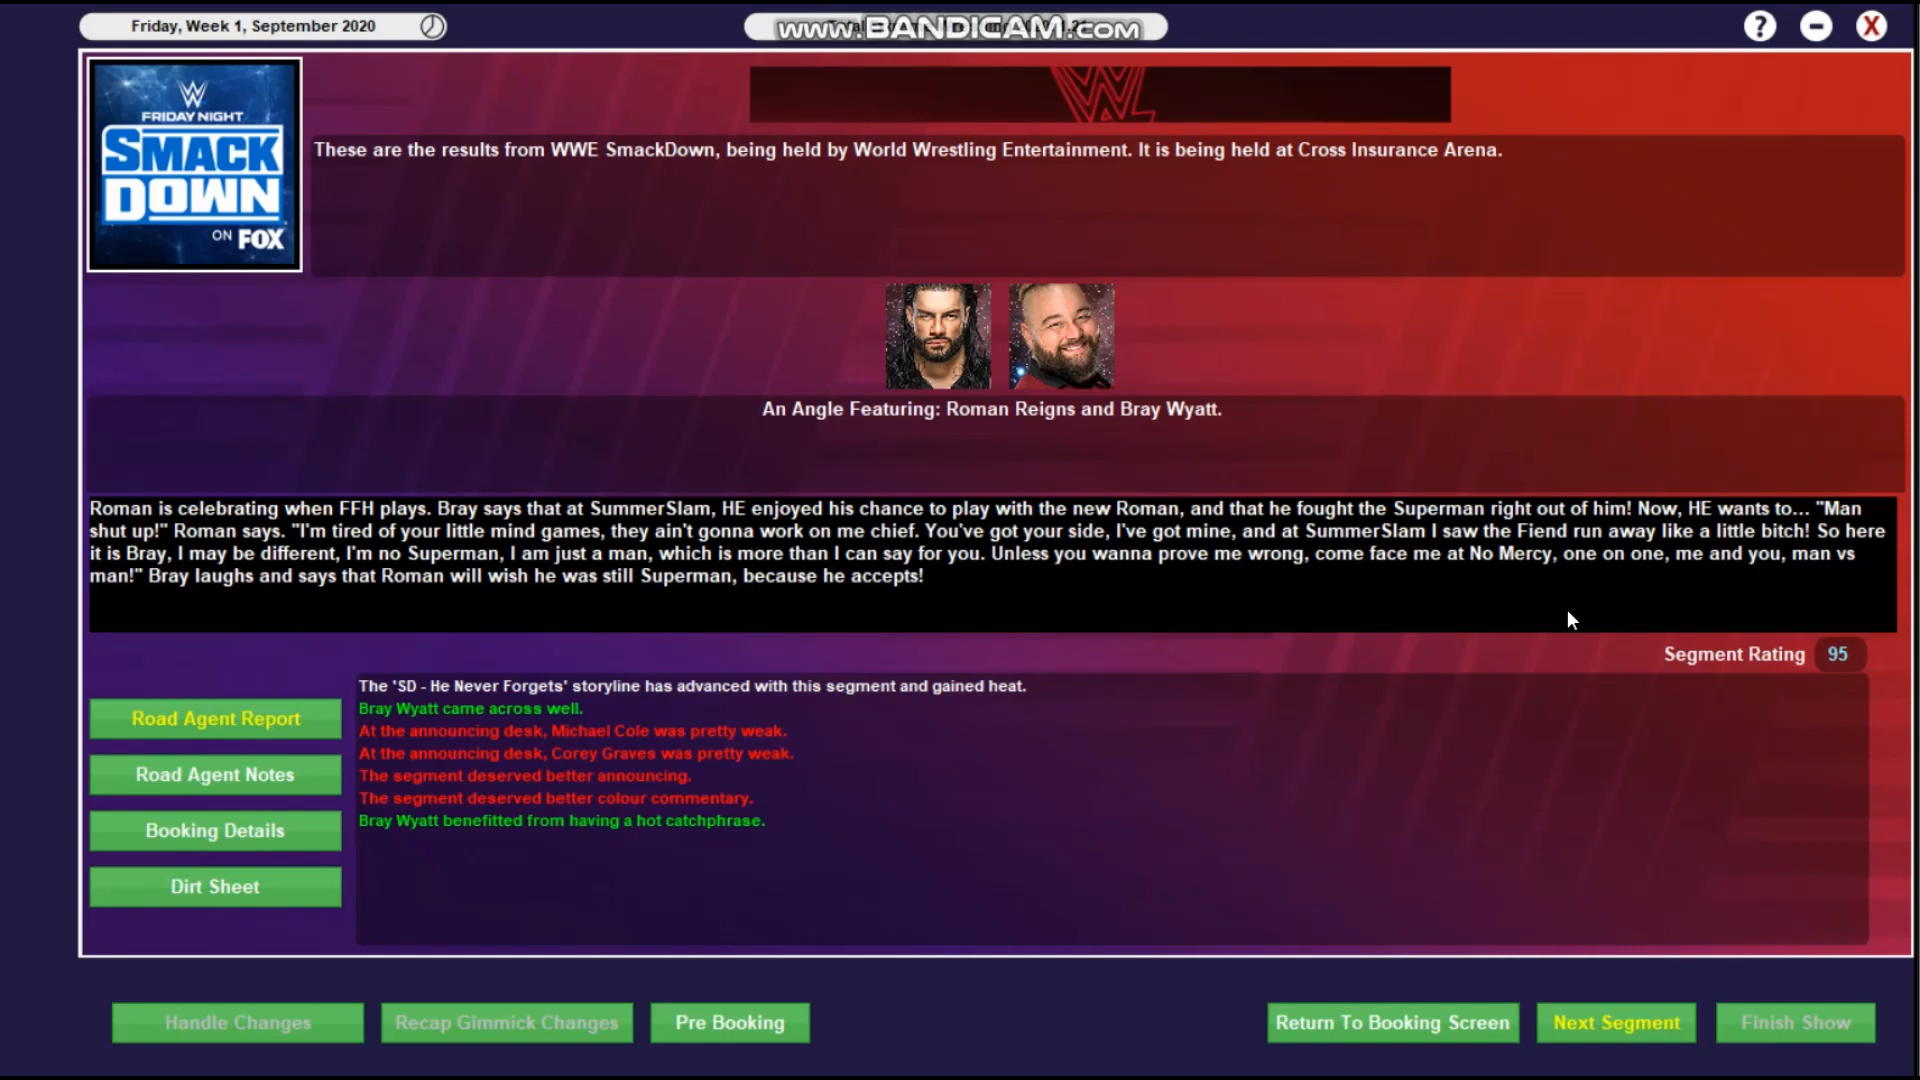 Friday, Week 1, September 2020
www.BANDICAM.com
W
FRIDAY NIGHT
SMACK
DOWN
ON FOX
These are the results from WWE SmackDown, being held by World Wrestling Entertainment. It is being held at Cross Insurance Arena.
An Angle Featuring: Roman Reigns and Bray Wyatt.
Roman is celebrating when FFH plays. Bray says that at SummerSlam, HE enjoyed his chance to play with the new Roman, and that he fought the Superman right out of him! Now, HE wants to... "Man
shut up!" Roman says. "I'm tired of your little mind games, they ain't gonna work on me chief. You've got your side, I've got mine, and at SummerSlam I saw the Fiend run away like a little bitch! So here
it is Bray, I may be different, I'm no Superman, I am just a man, which is more than I can say for you. Unless you wanna prove me wrong, come face me at No Mercy, one on one, me and you, man vs
man!" Bray laughs and says that Roman will wish he was still Superman, because he accepts!
Segment Rating 95
The 'SD - He Never Forgets' storyline has advanced with this segment and gained heat.
Bray Wyatt came across well.
At the announcing desk, Michael Cole was pretty weak.
At the announcing desk, Corey Graves was pretty weak.
The segment deserved better announcing.
The segment deserved better colour commentary.
Bray Wyatt benefitted from having a hot catchphrase.
Road Agent Report
Road Agent Notes
Booking Details
Dirt Sheet
Handle Changes
Recap Gimmick Changes
Pre Booking
Return To Booking Screen
Next Segment
Finish Show